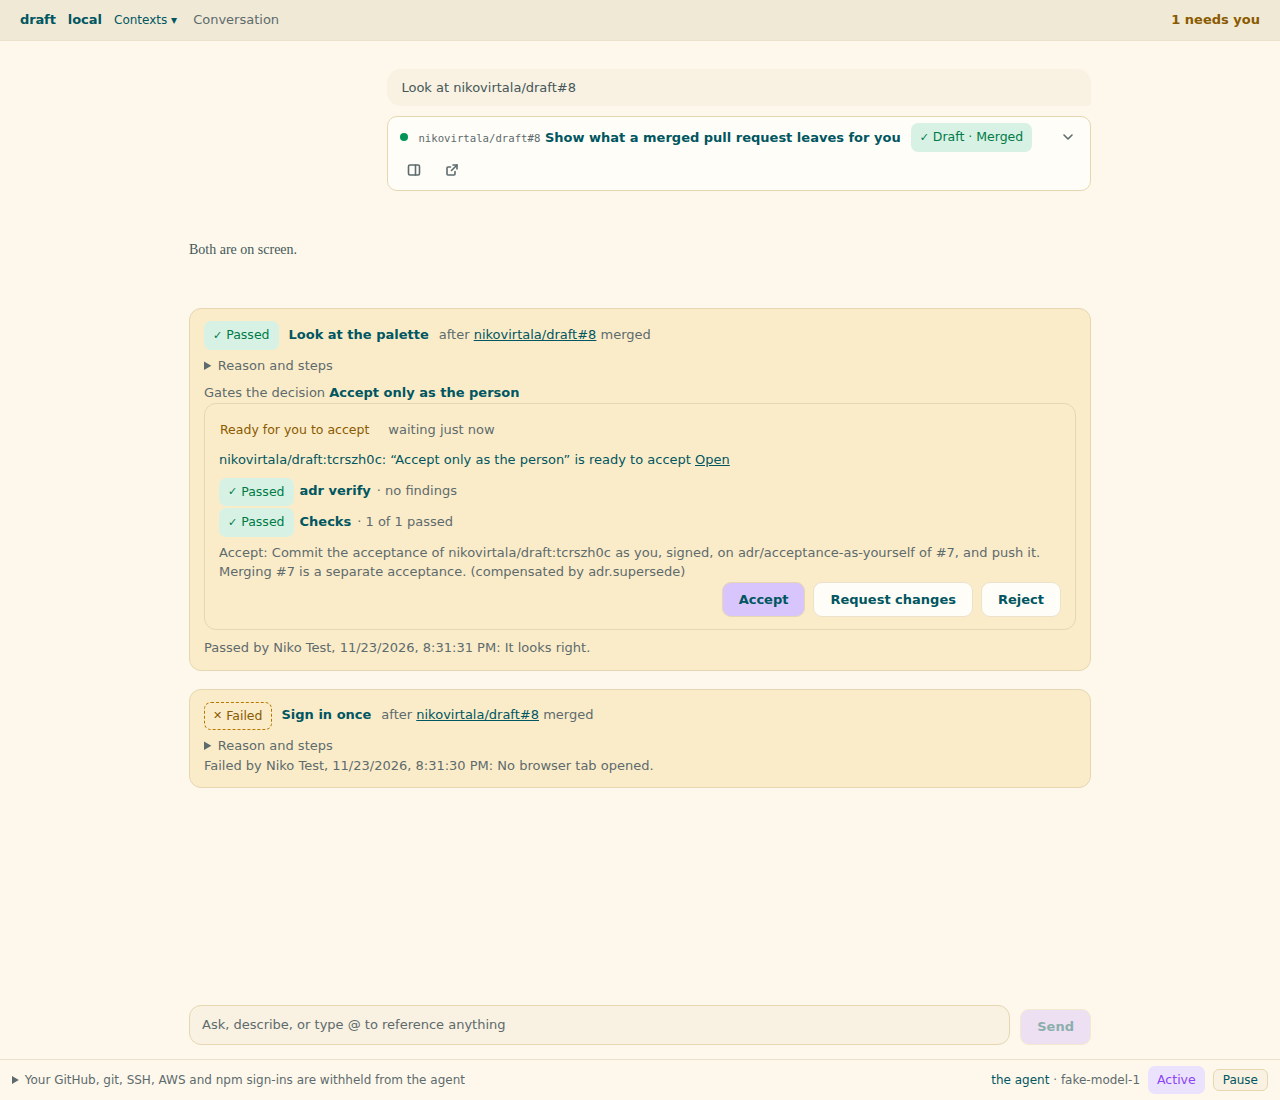 draft local Contexts ▾ Conversation 1 needs you
Look at nikovirtala/draft#8
nikovirtala/draft#8 Show what a merged pull request leaves for you ✓ Draft · Merged
Both are on screen.
✓ Passed Look at the palette after nikovirtala/draft#8 merged
▶ Reason and steps
Gates the decision Accept only as the person
Ready for you to accept waiting just now
nikovirtala/draft:tcrszh0c: “Accept only as the person” is ready to accept Open
✓ Passed adr verify · no findings
✓ Passed Checks · 1 of 1 passed
Accept: Commit the acceptance of nikovirtala/draft:tcrszh0c as you, signed, on adr/acceptance-as-yourself of #7, and push it.
Merging #7 is a separate acceptance. (compensated by adr.supersede)
Accept Request changes Reject
Passed by Niko Test, 11/23/2026, 8:31:31 PM: It looks right.
✕ Failed Sign in once after nikovirtala/draft#8 merged
▶ Reason and steps
Failed by Niko Test, 11/23/2026, 8:31:30 PM: No browser tab opened.
Ask, describe, or type @ to reference anything Send
▶ Your GitHub, git, SSH, AWS and npm sign-ins are withheld from the agent the agent · fake-model-1 Active Pause